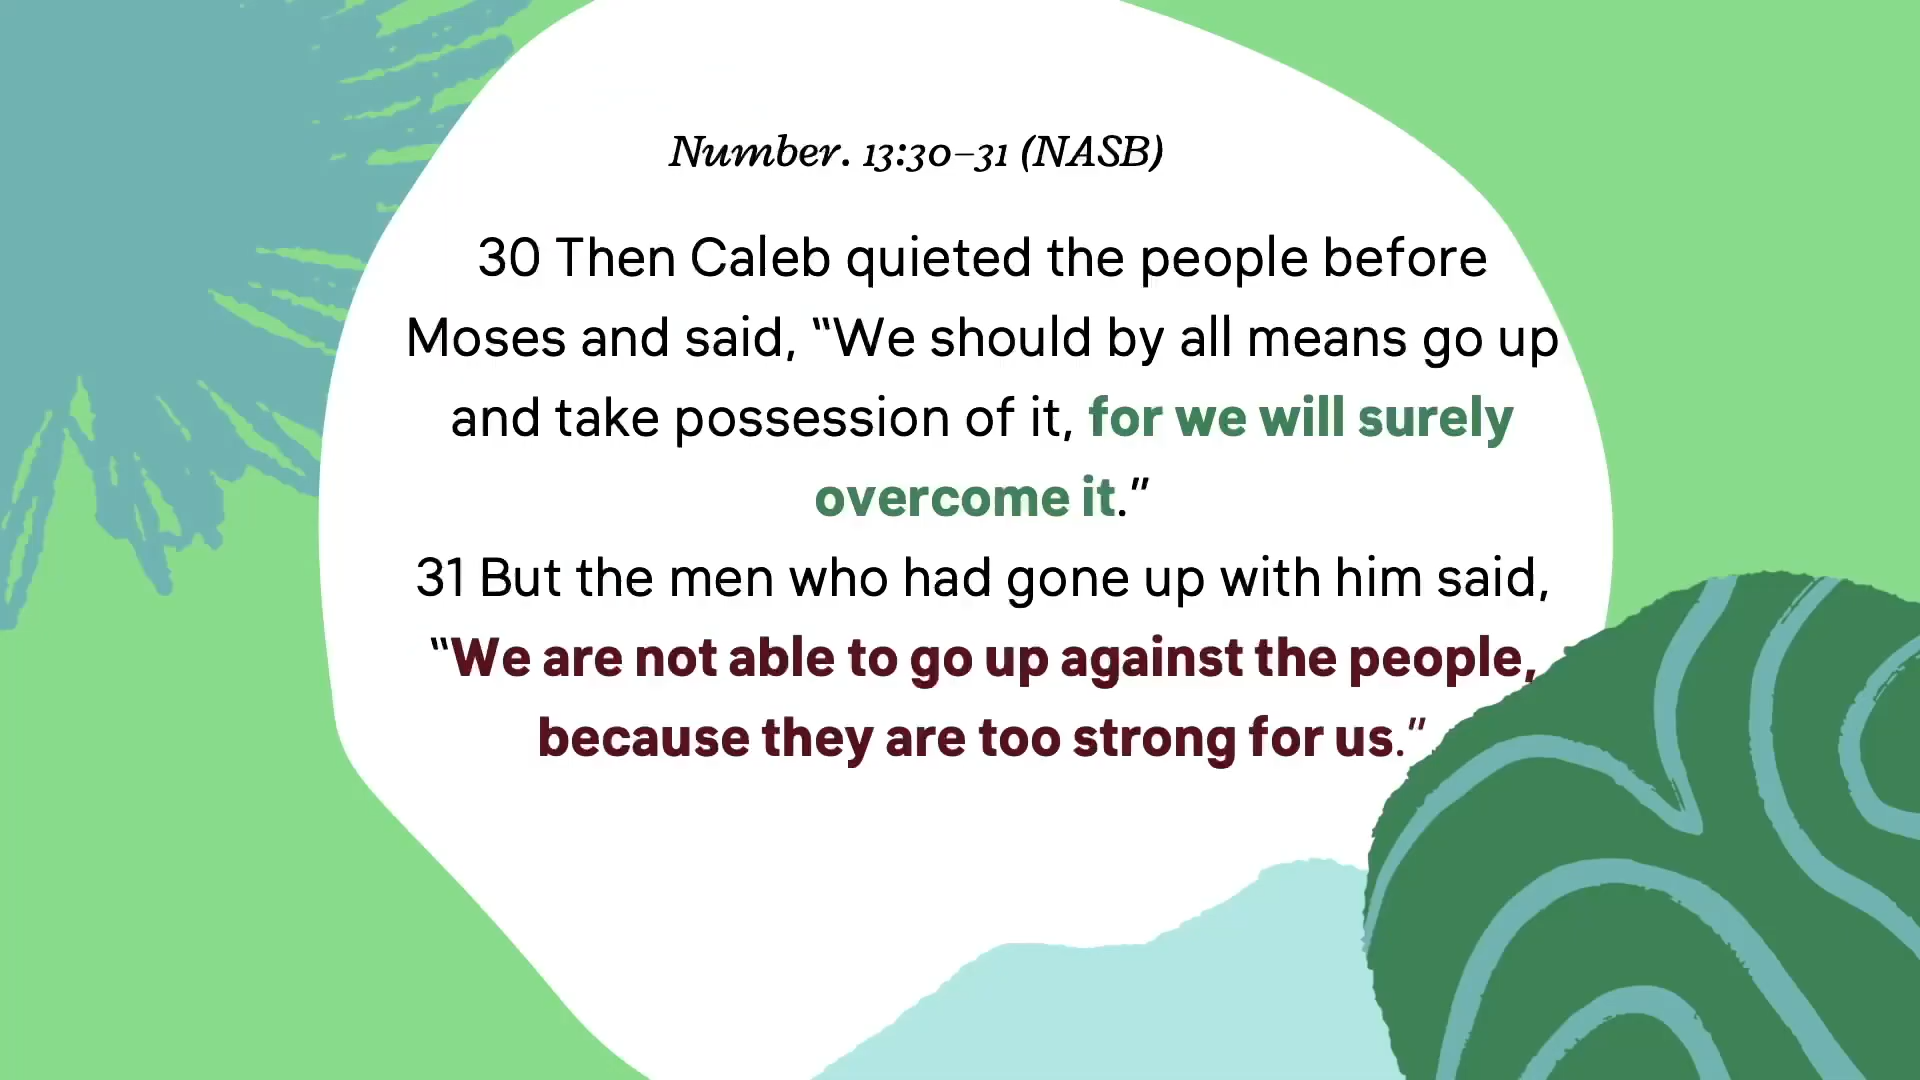 Number. 13:30–31 (NASB)
30 Then Caleb quieted the people before
Moses and said, “We should by all means go up
and take possession of it, for we will surely
overcome it.”
31 But the men who had gone up with him said,
“We are not able to go up against the people,
because they are too strong for us.”